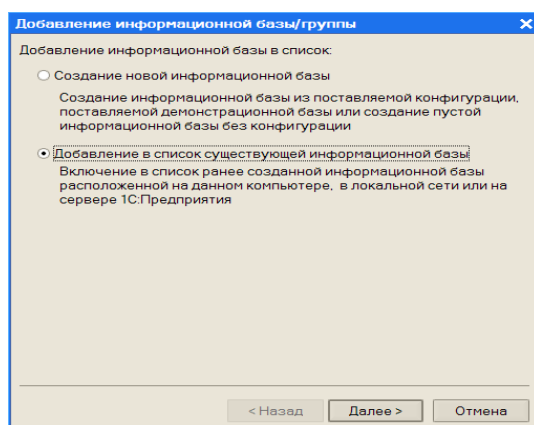 Добавление информационной базы/группы
Добавление информационной базы в список:
Создание новой информационной базы
Создание информационной базы из поставляемой конфигурации,
поставляемой демонстрационной базы или создание пустой
информационной базы без конфигурации
Добавление в список существующей информационной базы
Включение в список ранее созданной информационной базы
расположенной на данном компьютере, в локальной сети или на
сервере 1С:Предприятия
< Назад Далее > Отмена